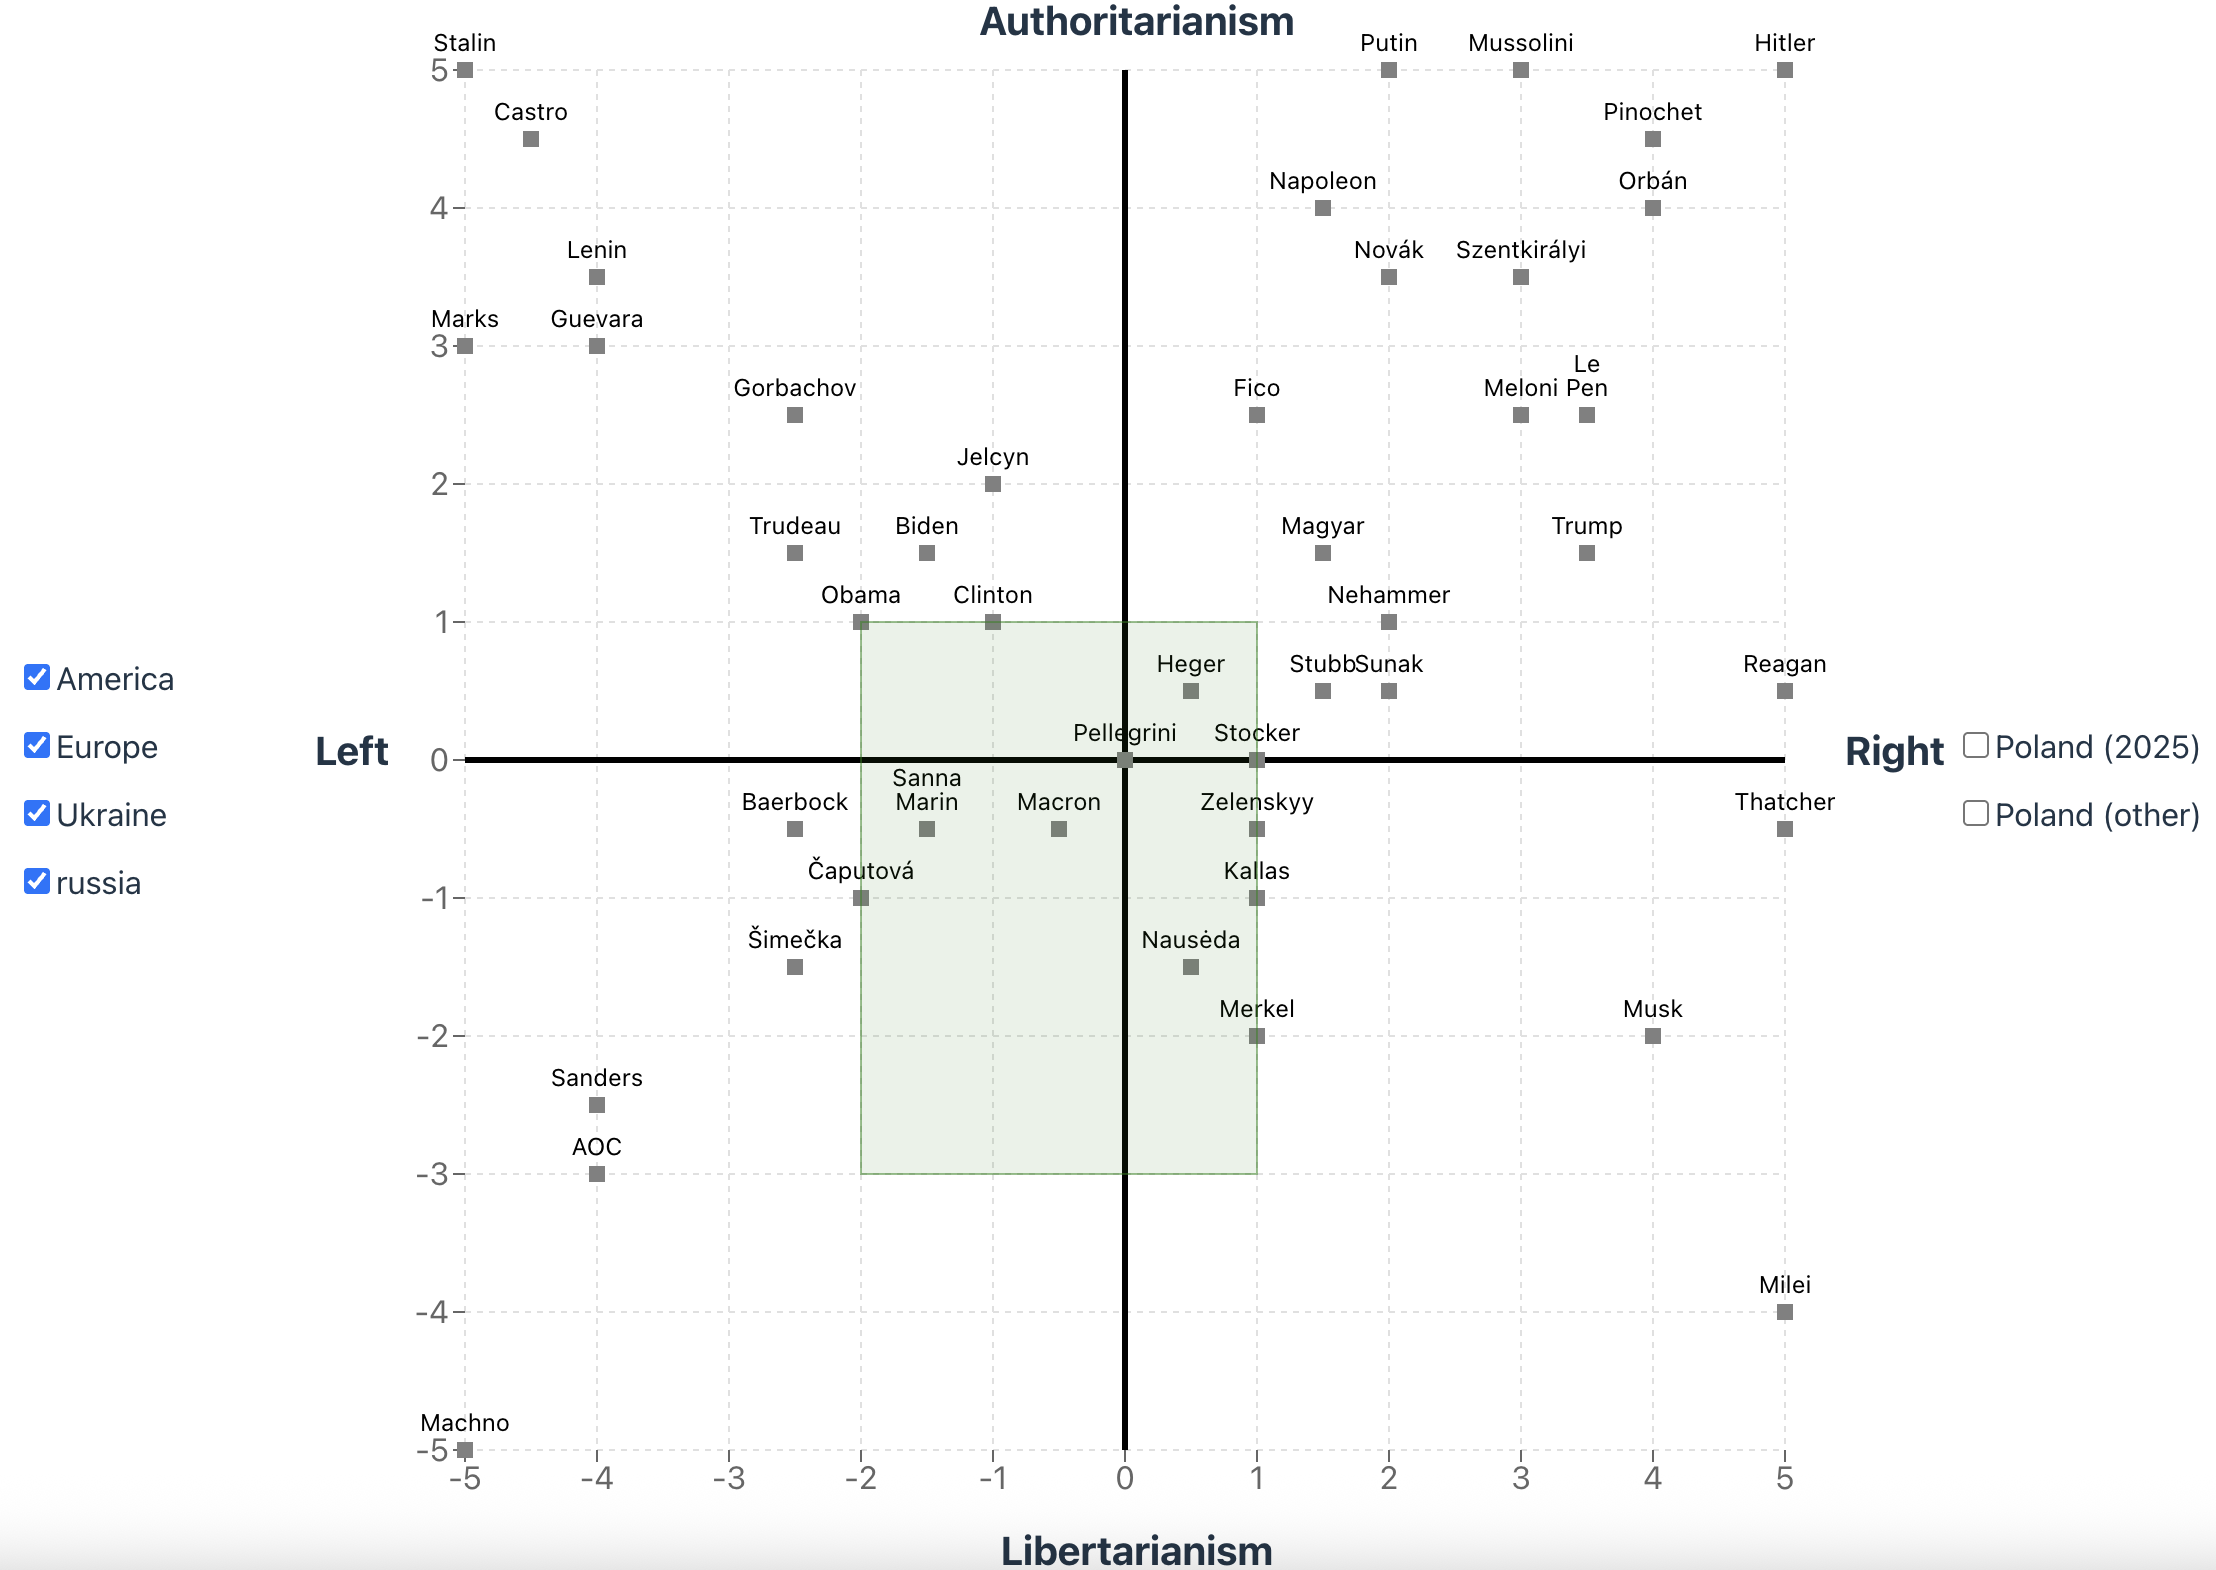 Authoritarianism
Stalin
Putin
Mussolini
Hitler
5
Castro
Pinochet
Napoleon
Orbán
4
Lenin
Novák
Szentkirályi
Marks
Guevara
3
Le
Gorbachov
Fico
Meloni
Pen
Jelcyn
2
Trudeau
Biden
Magyar
Trump
Obama
Clinton
Nehammer
1
Heger
Stubb
Sunak
Reagan
America
Pellegrini
Stocker
Europe
Left
0
Right
Poland (2025)
Sanna
Baerbock
Marin
Macron
Zelenskyy
Thatcher
Ukraine
Poland (other)
Čaputová
Kallas
russia
-1
Šimečka
Nausėda
Merkel
Musk
-2
Sanders
AOC
-3
Milei
-4
Machno
-5
-5
-4
-3
-2
-1
0
1
2
3
4
5
Libertarianism